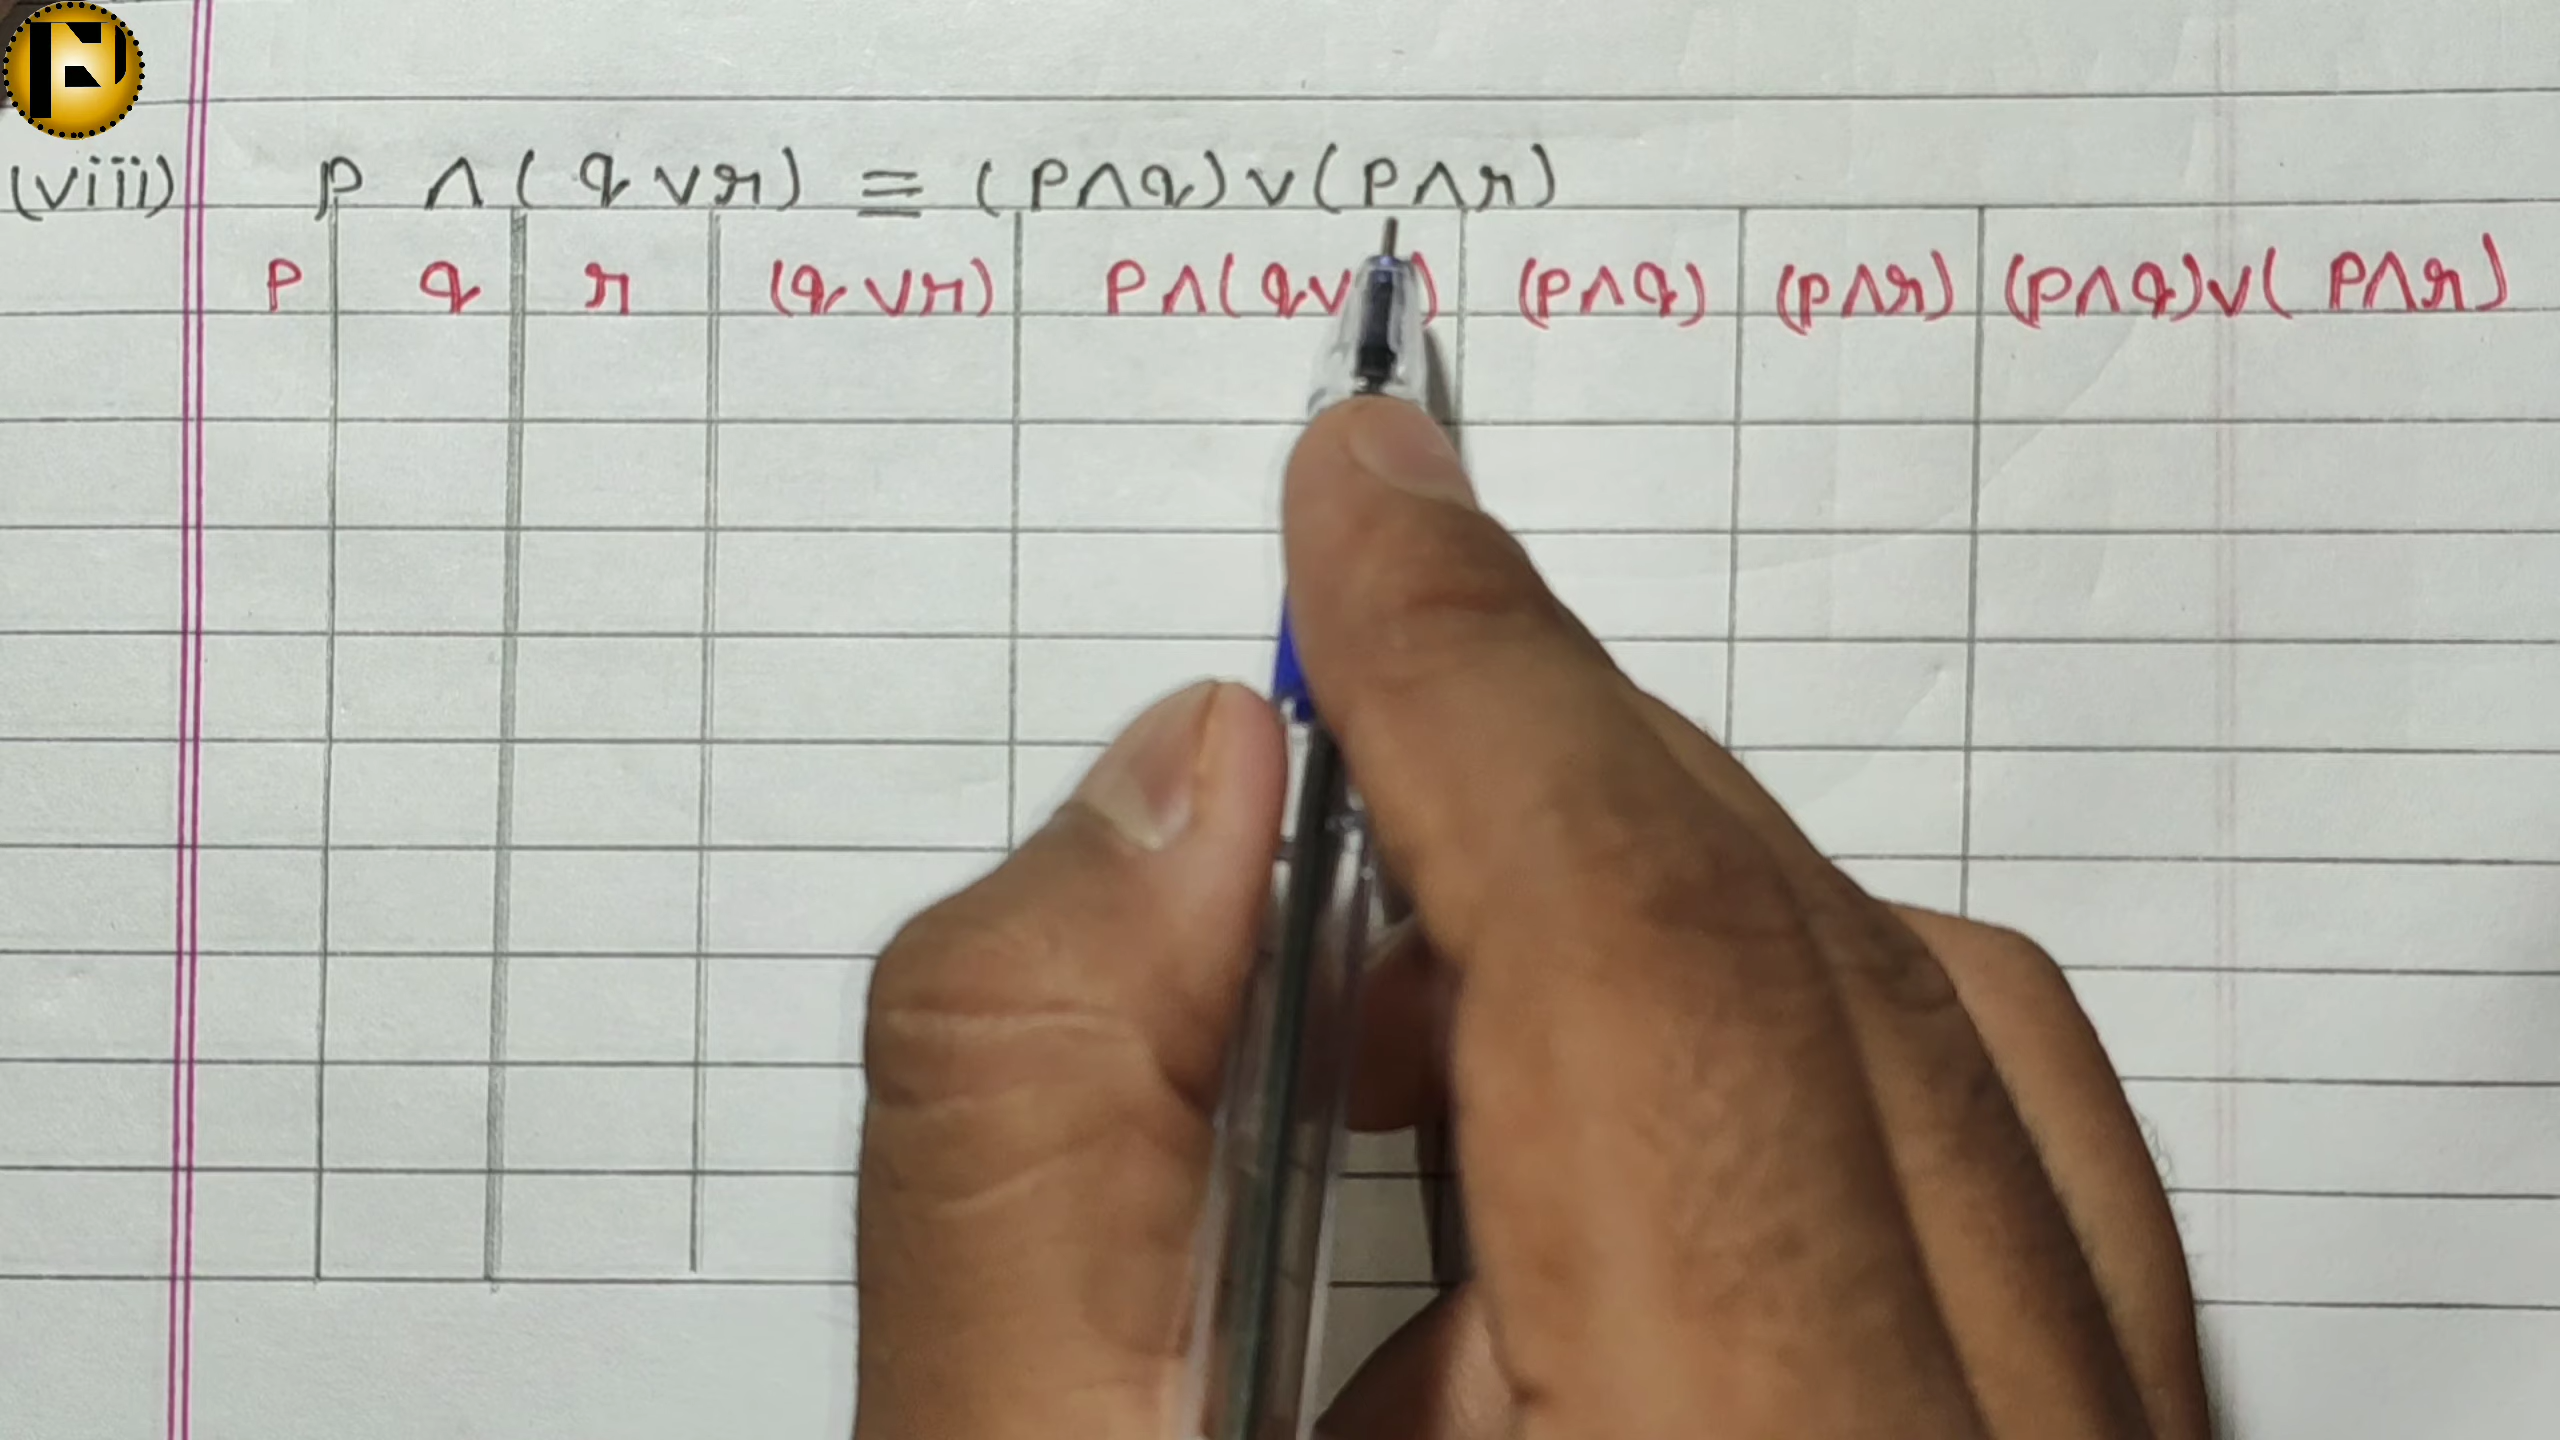 (viii) p ∧ ( q ∨ r ) ≡ ( p ∧ q ) ∨ ( p ∧ r )
p q r (q ∨ r) p ∧ ( q ∨ ) (p ∧ q) (p ∧ r) (p ∧ q) ∨ ( p ∧ r )